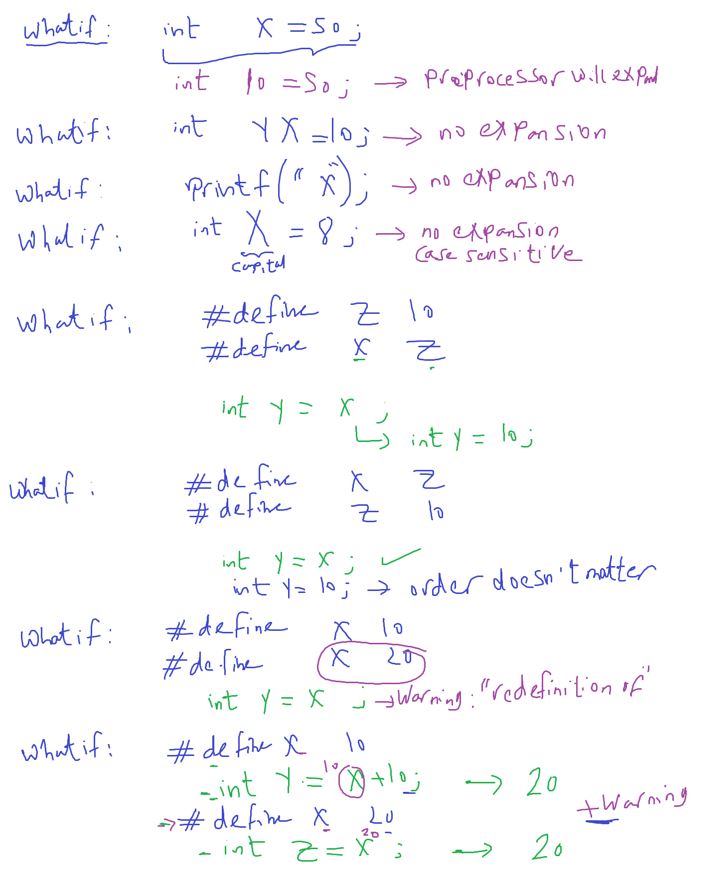 whatif: int x = 50;
int 10 = 50; → preprocessor will expand
whatif: int yx = 10; → no expansion
whatif: printf("x"); → no expansion
whatif: int X = 8; → no expansion
capital case sensitive
whatif: #define Z 10
#define x Z
int y = x;
↳ int y = 10;
whatif: #define x Z
#define Z 10
int y = x; ✓
int y = 10; → order doesn't matter
whatif: #define x 10
#define x 20
int y = x; → Warning: "redefinition of"
whatif: #define x 10
10
- int y = x + 10; → 20
+ Warning
→ #define x 20
20
- int z = x; → 20